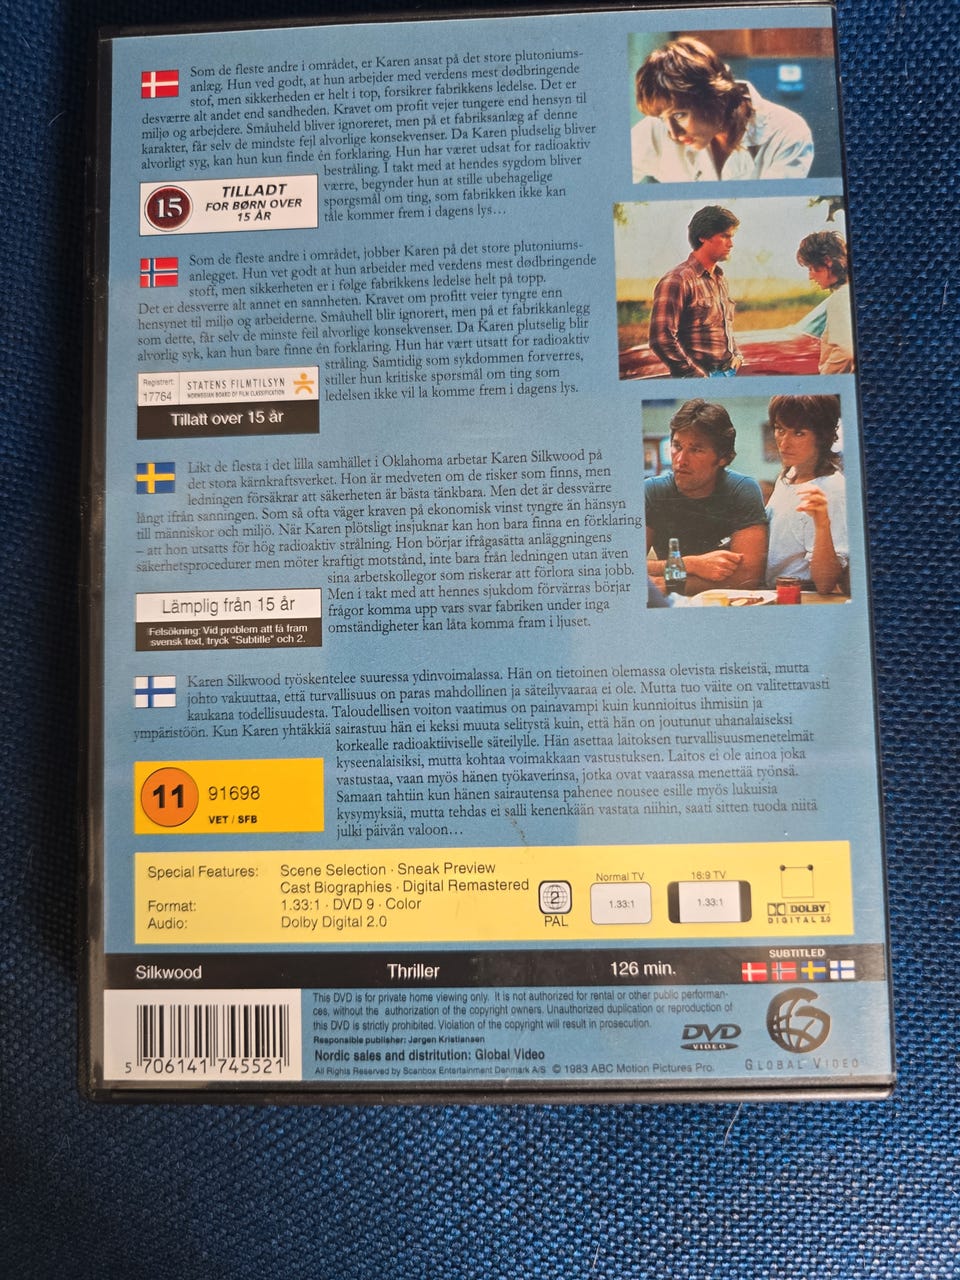 Som de fleste andre i området, er Karen ansat på det store plutoniums-
anlæg. Hun ved godt, at hun arbejder med verdens mest dødbringende
stof, men sikkerheden er helt i top, forsikrer fabrikkens ledelse. Det er
desværre alt andet end sandheden. Kravet om profit vejer tungere end hensyn til
miljø og arbejdere. Småuheld bliver ignoreret, men på et fabriksanlæg af denne
karakter, får selv de mindste fejl alvorlige konsekvenser. Da Karen pludselig bliver
alvorligt syg, kan hun kun finde én forklaring. Hun har været udsat for radioaktiv
bestråling. I takt med at hendes sygdom bliver
værre, begynder hun at stille ubehagelige
spørgsmål om ting, som fabrikken ikke kan
tåle kommer frem i dagens lys...
15
TILLADT
FOR BØRN OVER
15 ÅR
Som de fleste andre i området, jobber Karen på det store plutoniums-
anlegget. Hun vet godt at hun arbeider med verdens mest dødbringende
stoff, men sikkerheten er i følge fabrikkens ledelse helt på topp.
Det er dessverre alt annet en sannheten. Kravet om profitt veier tyngre enn
hensynet til miljø og arbeiderne. Småuhell blir ignorert, men på et fabrikkanlegg
som dette, får selv de minste feil alvorlige konsekvenser. Da Karen plutselig blir
alvorlig syk, kan hun bare finne én forklaring. Hun har vært utsatt for radioaktiv
stråling. Samtidig som sykdommen forverres,
stiller hun kritiske spørsmål om ting som
ledelsen ikke vil la komme frem i dagens lys.
Registrert:
17764
STATENS FILMTILSYN
NORWEGIAN BOARD OF FILM CLASSIFICATION
Tillatt over 15 år
Likt de flesta i det lilla samhället i Oklahoma arbetar Karen Silkwood på
det stora kärnkraftsverket. Hon är medveten om de risker som finns, men
ledningen försäkrar att säkerheten är bästa tänkbara. Men det är dessvärre
långt ifrån sanningen. Som så ofta väger kraven på ekonomisk vinst tyngre än hänsyn
till människor och miljö. När Karen plötsligt insjuknar kan hon bara finna en förklaring
– att hon utsatts för hög radioaktiv strålning. Hon börjar ifrågasätta anläggningens
säkerhetsprocedurer men möter kraftigt motstånd, inte bara från ledningen utan även
sina arbetskollegor som riskerar att förlora sina jobb.
Men i takt med att hennes sjukdom förvärras börjar
frågor komma upp vars svar fabriken under inga
omständigheter kan låta komma fram i ljuset.
Lämplig från 15 år
Felsökning: Vid problem att få fram
svensk text, tryck "Subtitle" och 2.
Karen Silkwood työskentelee suuressa ydinvoimalassa. Hän on tietoinen olemassa olevista riskeistä, mutta
johto vakuuttaa, että turvallisuus on paras mahdollinen ja säteilyvaaraa ei ole. Mutta tuo väite on valitettavasti
kaukana todellisuudesta. Taloudellisen voiton vaatimus on painavampi kuin kunnioitus ihmisiin ja
ympäristöön. Kun Karen yhtäkkiä sairastuu hän ei keksi muuta selitystä kuin, että hän on joutunut uhanalaiseksi
korkealle radioaktiiviselle säteilylle. Hän asettaa laitoksen turvallisuusmenetelmät
kyseenalaisiksi, mutta kohtaa voimakkaan vastustuksen. Laitos ei ole ainoa joka
vastustaa, vaan myös hänen työkaverinsa, jotka ovat vaarassa menettää työnsä.
Samaan tahtiin kun hänen sairautensa pahenee nousee esille myös lukuisia
kysymyksiä, mutta tehdas ei salli kenenkään vastata niihin, saati sitten tuoda niitä
julki päivän valoon...
11
91698
VET / SFB
Special Features: Scene Selection · Sneak Preview
Cast Biographies · Digital Remastered
Format: 1.33:1 · DVD 9 · Color
Audio: Dolby Digital 2.0
2
PAL
Normal TV
1.33:1
16:9 TV
1.33:1
DOLBY
DIGITAL 2.0
Silkwood Thriller 126 min.
SUBTITLED
This DVD is for private home viewing only. It is not authorized for rental or other public performan-
ces, without the authorization of the copyright owners. Unauthorized duplication or reproduction of
this DVD is strictly prohibited. Violation of the copyright will result in prosecution.
Responsible publisher: Jørgen Kristiansen
Nordic sales and distritution: Global Video
All Rights Reserved by Scanbox Entertainment Denmark A/S © 1983 ABC Motion Pictures Pro.
DVD
VIDEO
GLOBAL VIDEO
5 706141 745521